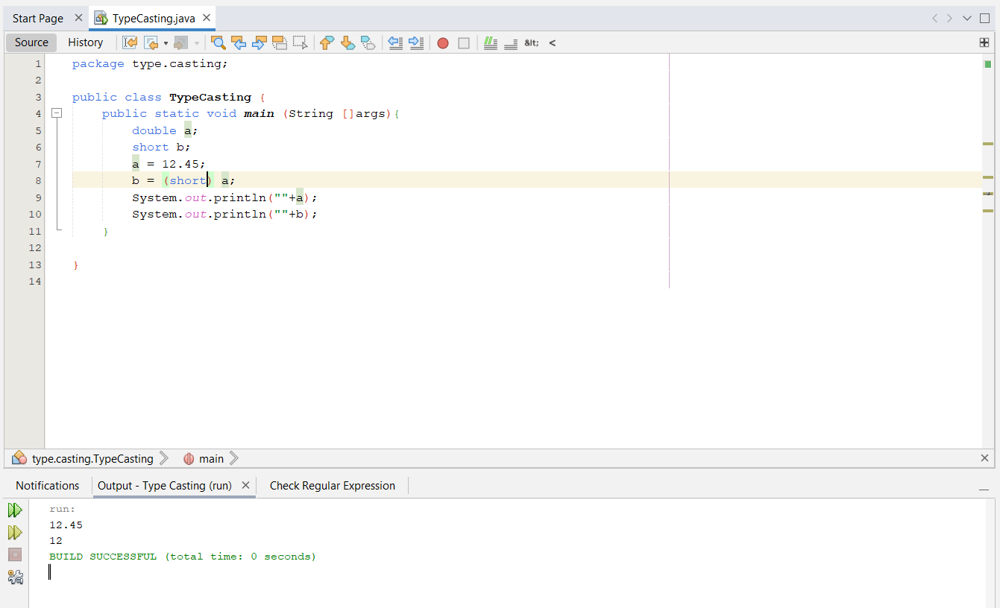 Start Page TypeCasting.java
Source History &lt; <
1 package type.casting;
2
3 public class TypeCasting {
4 public static void main (String []args){
5 double a;
6 short b;
7 a = 12.45;
8 b = (short) a;
9 System.out.println(""+a);
10 System.out.println(""+b);
11 }
12
13 }
14
type.casting.TypeCasting main
Notifications Output - Type Casting (run) Check Regular Expression
run:
12.45
12
BUILD SUCCESSFUL (total time: 0 seconds)